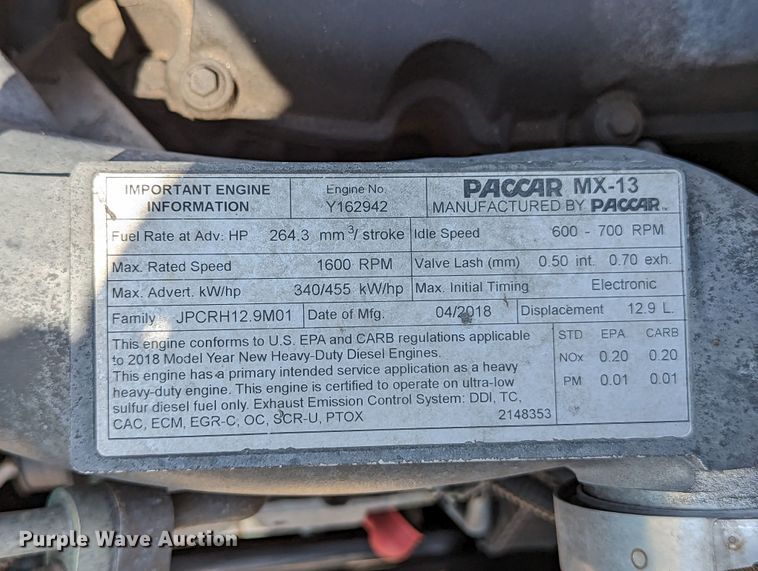 IMPORTANT ENGINE INFORMATION
Engine No.
Y162942
PACCAR MX-13
MANUFACTURED BY PACCAR
Fuel Rate at Adv. HP 264.3 mm³/ stroke
Idle Speed 600 - 700 RPM
Max. Rated Speed 1600 RPM
Valve Lash (mm) 0.50 int. 0.70 exh.
Max. Advert. kW/hp 340/455 kW/hp
Max. Initial Timing Electronic
Family JPCRH12.9M01
Date of Mfg. 04/2018
Displacement 12.9 L.
This engine conforms to U.S. EPA and CARB regulations applicable
to 2018 Model Year New Heavy-Duty Diesel Engines.
This engine has a primary intended service application as a heavy
heavy-duty engine. This engine is certified to operate on ultra-low
sulfur diesel fuel only. Exhaust Emission Control System: DDI, TC,
CAC, ECM, EGR-C, OC, SCR-U, PTOX
2148353
STD EPA CARB
NOx 0.20 0.20
PM 0.01 0.01
Purple Wave Auction